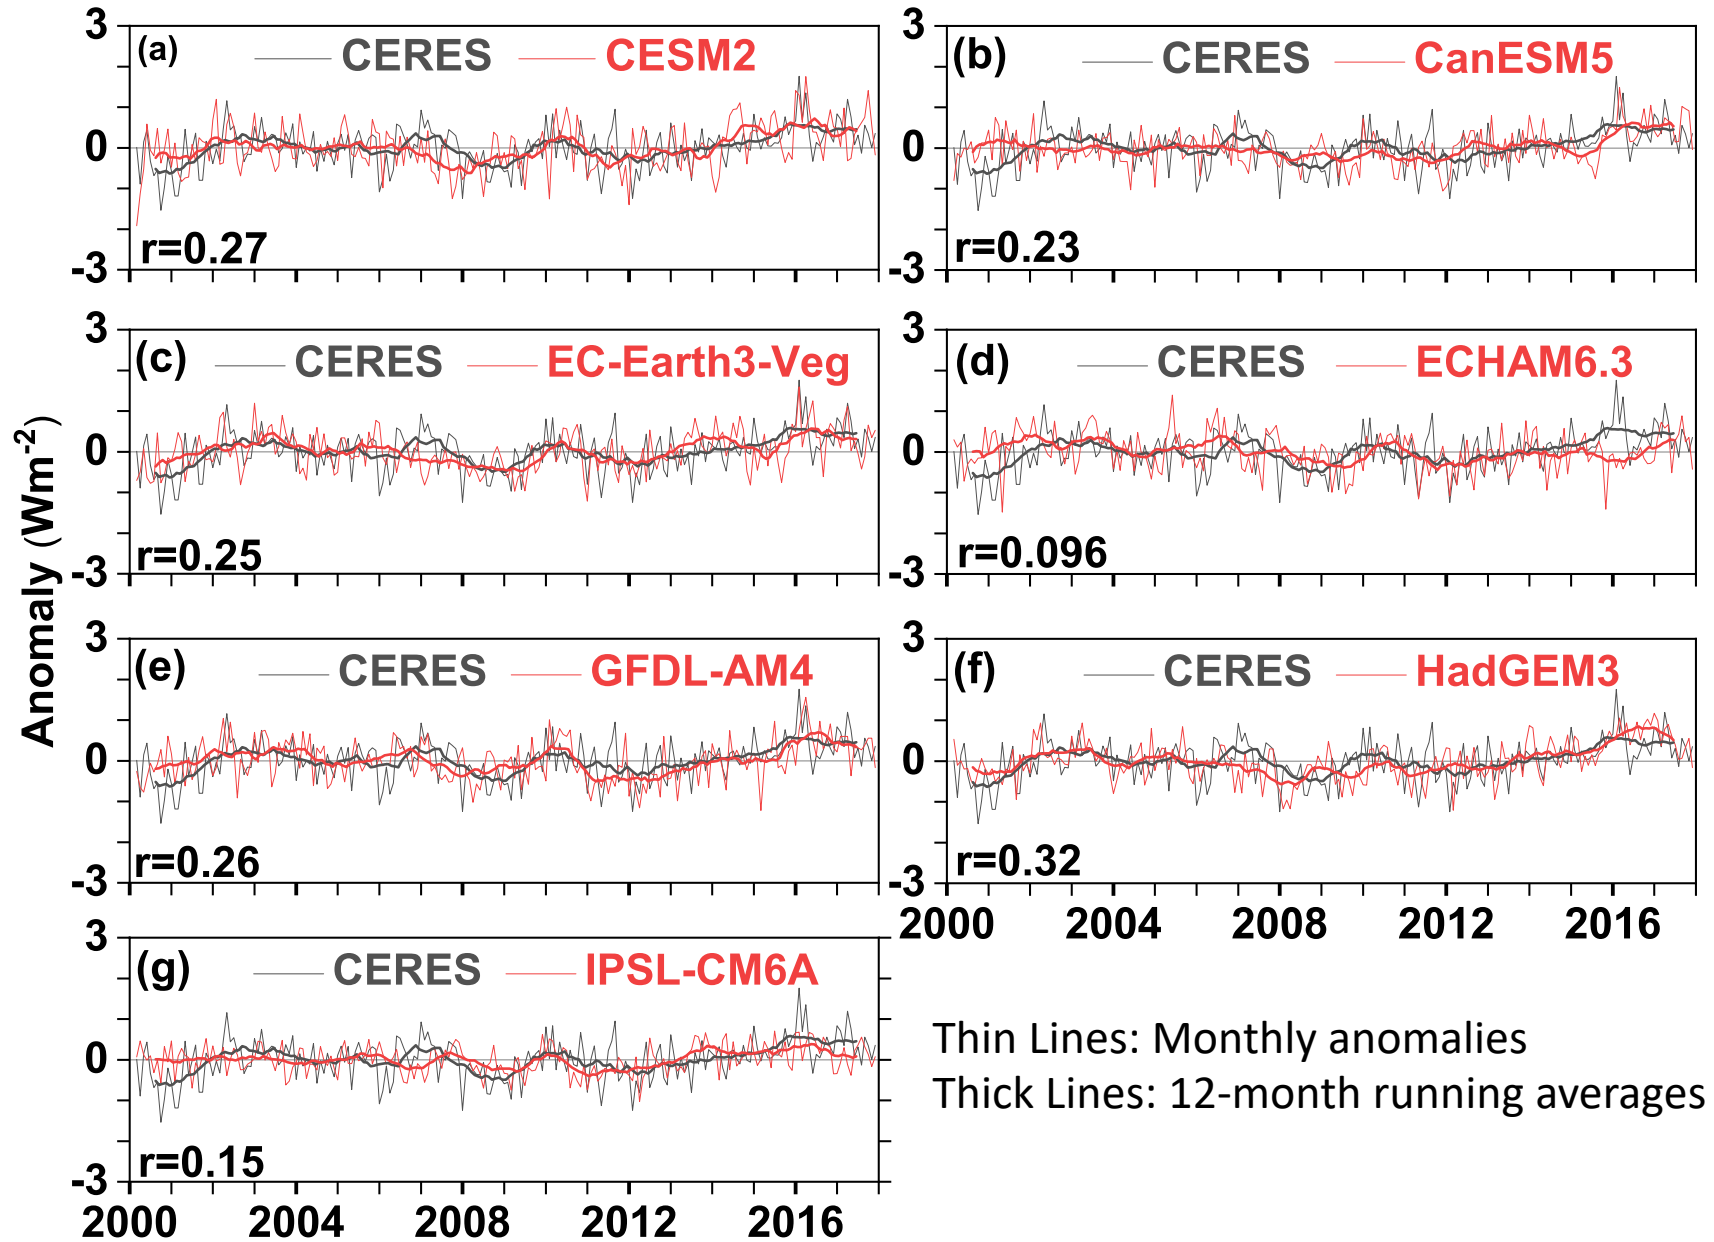 3
0
-3
(a) CERES CESM2
r=0.27
3
0
-3
(b) CERES CanESM5
r=0.23
Anomaly (Wm-2)
3
0
-3
(c) CERES EC-Earth3-Veg
r=0.25
3
0
-3
(d) CERES ECHAM6.3
r=0.096
3
0
-3
(e) CERES GFDL-AM4
r=0.26
3
0
-3
(f) CERES HadGEM3
r=0.32
2000 2004 2008 2012 2016
3
0
-3
(g) CERES IPSL-CM6A
r=0.15
2000 2004 2008 2012 2016
Thin Lines: Monthly anomalies
Thick Lines: 12-month running averages